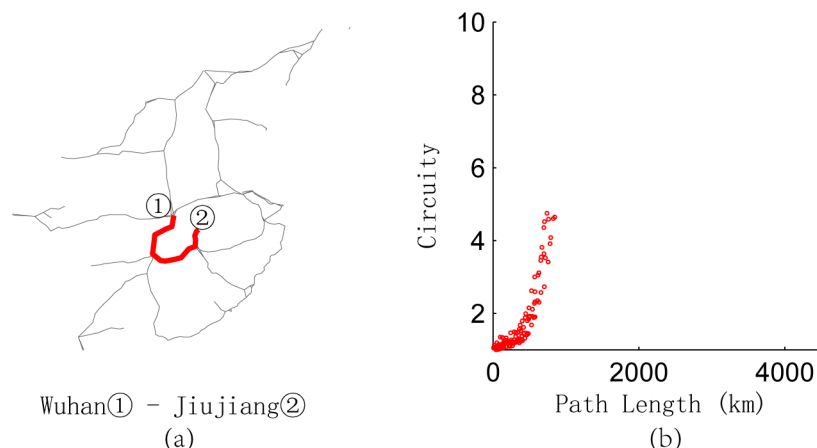 ①
②
Wuhan① - Jiujiang②
(a)
10
8
6
4
2
Circuity
0
2000
4000
Path Length (km)
(b)